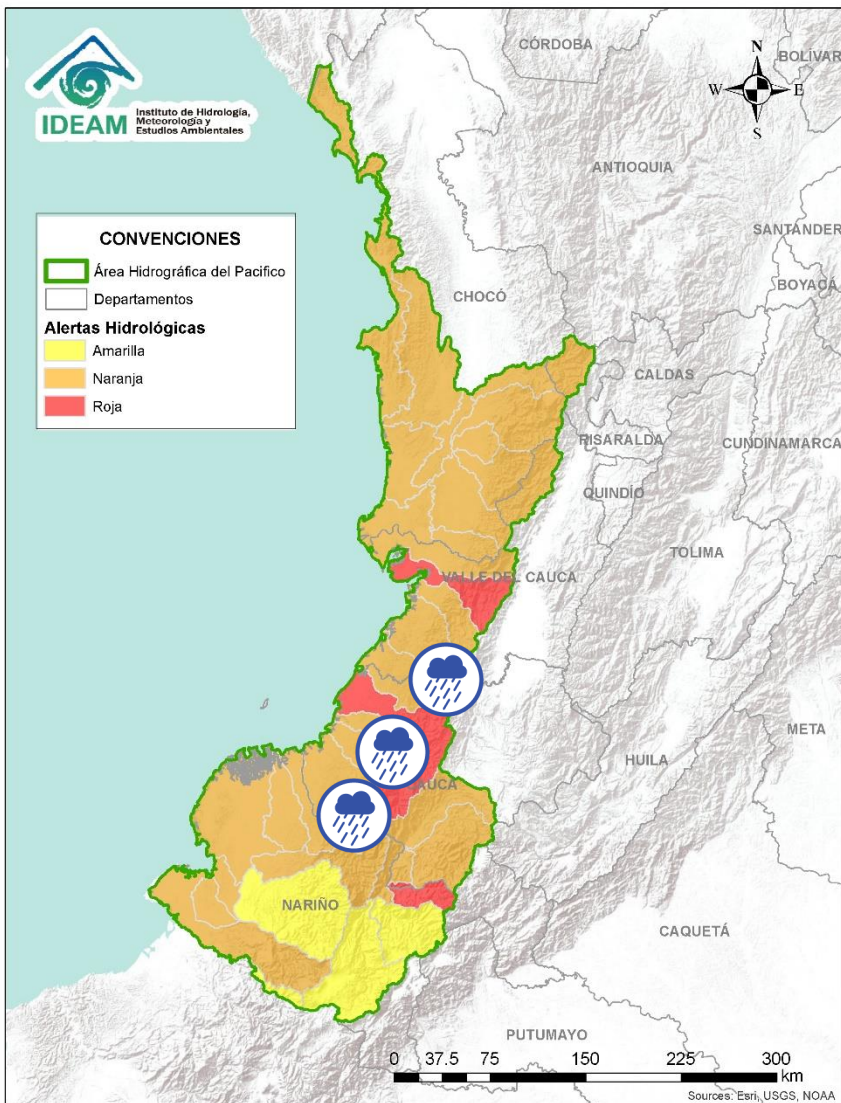 IDEAM
Instituto de Hidrología,
Meteorología y
Estudios Ambientales
N
W
E
S
CÓRDOBA
BOLÍVAR
ANTIOQUIA
SANTANDER
BOYACÁ
CONVENCIONES
Área Hidrográfica del Pacifico
Departamentos
Alertas Hidrológicas
Amarilla
Naranja
Roja
CHOCÓ
CALDAS
RISARALDA
CUNDINAMARCA
QUINDÍO
TOLIMA
VALLE DEL CAUCA
META
HUILA
AUCA
NARIÑO
CAQUETÁ
PUTUMAYO
0 37.5 75 150 225 300
km
Sources: Esri, USGS, NOAA